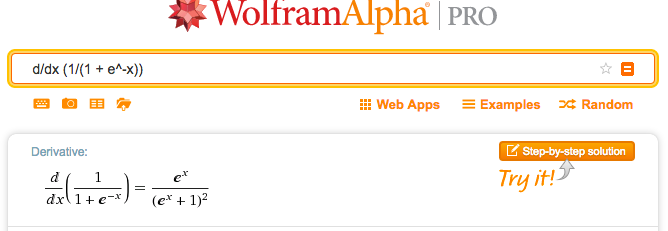 WolframAlpha® | PRO
d/dx (1/(1 + e^-x))
Web Apps Examples Random
Derivative:
Step-by-step solution
d/dx(1/(1 + e^(-x))) = e^x/(e^x + 1)^2
Try it!